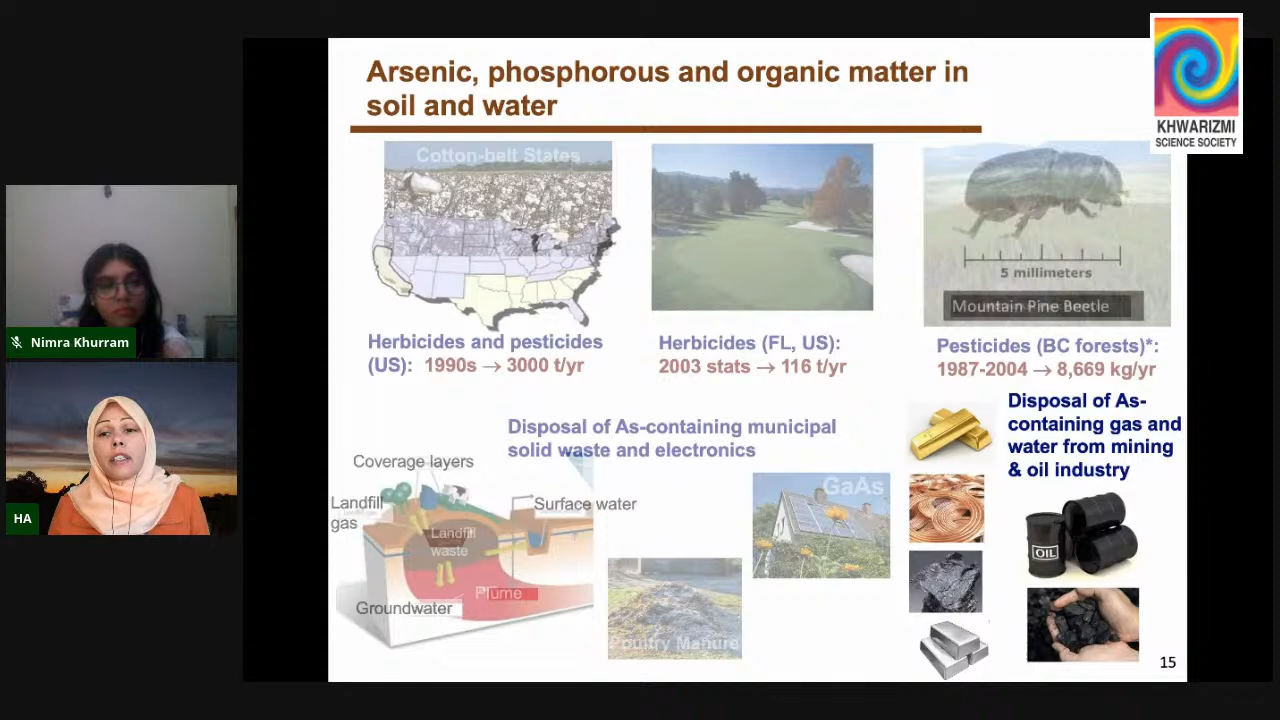 Arsenic, phosphorous and organic matter in
soil and water
KHWARIZMI
SCIENCE SOCIETY
Cotton-belt States
5 millimeters
Mountain Pine Beetle
Herbicides and pesticides
(US): 1990s → 3000 t/yr
Herbicides (FL, US):
2003 stats → 116 t/yr
Pesticides (BC forests)*:
1987-2004 → 8,669 kg/yr
Nimra Khurram
HA
Disposal of As-containing municipal
solid waste and electronics
Disposal of As-
containing gas and
water from mining
& oil industry
Coverage layers
Landfill
gas
Surface water
Landfill
waste
Plume
Groundwater
GaAs
Poultry Manure
OIL
15